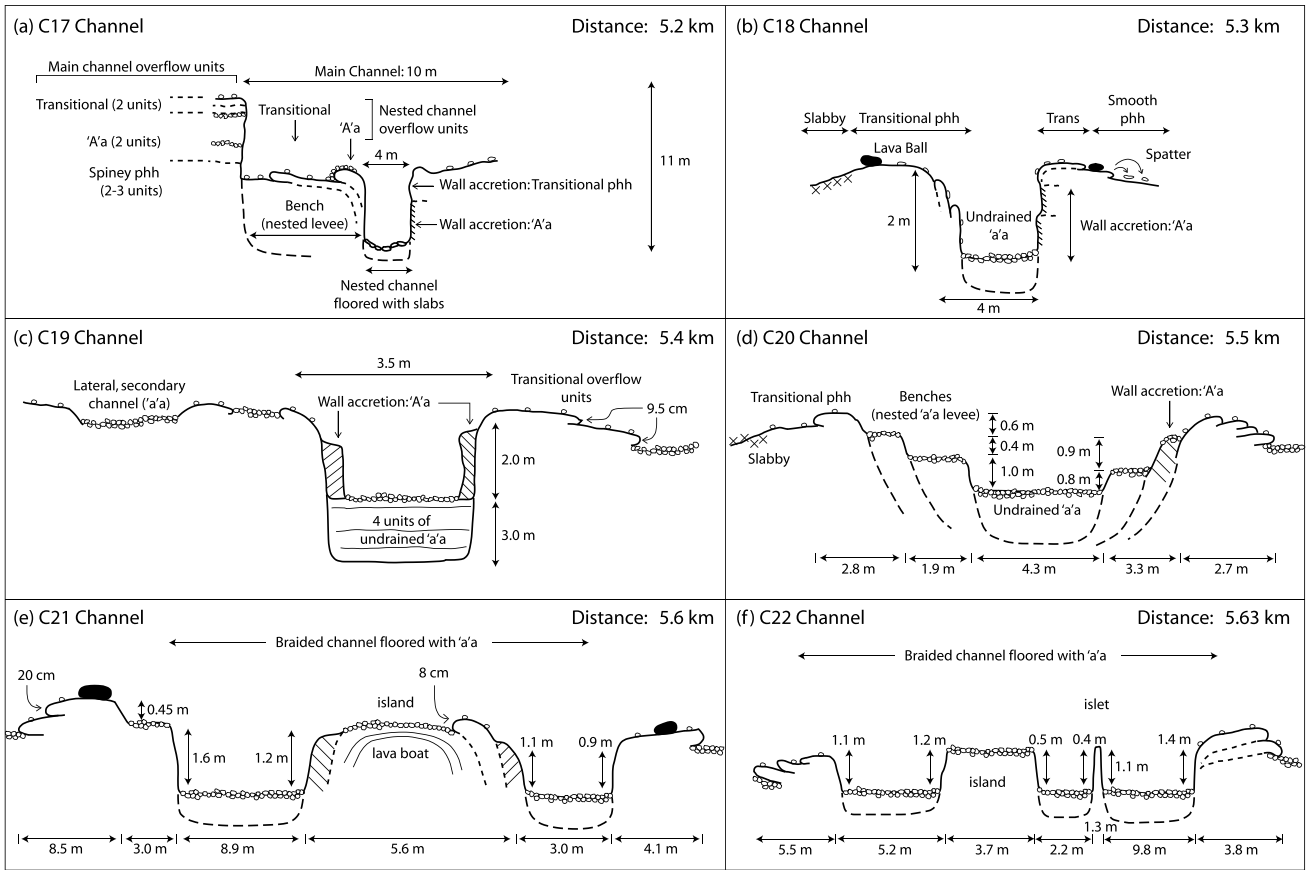 (a) C17 Channel
Distance: 5.2 km
Main channel overflow units
Main Channel: 10 m
Transitional (2 units)
Transitional
'A'a
Nested channel
overflow units
'A'a (2 units)
4 m
11 m
Spiney phh
(2-3 units)
Wall accretion: Transitional phh
Bench
(nested levee)
Wall accretion: 'A'a
Nested channel
floored with slabs
(b) C18 Channel
Distance: 5.3 km
Slabby
Transitional phh
Trans
Smooth
phh
Lava Ball
Spatter
2 m
Undrained
'a'a
Wall accretion: 'A'a
4 m
(c) C19 Channel
Distance: 5.4 km
3.5 m
Lateral, secondary
channel ('a'a)
Wall accretion: 'A'a
Transitional overflow
units
9.5 cm
2.0 m
4 units of
undrained 'a'a
3.0 m
(d) C20 Channel
Distance: 5.5 km
Transitional phh
Benches
(nested 'a'a levee)
Wall accretion: 'A'a
0.6 m
0.4 m
1.0 m
0.9 m
0.8 m
Slabby
Undrained 'a'a
2.8 m
1.9 m
4.3 m
3.3 m
2.7 m
(e) C21 Channel
Distance: 5.6 km
Braided channel floored with 'a'a
20 cm
8 cm
0.45 m
island
1.6 m
1.2 m
lava boat
1.1 m
0.9 m
8.5 m
3.0 m
8.9 m
5.6 m
3.0 m
4.1 m
(f) C22 Channel
Distance: 5.63 km
Braided channel floored with 'a'a
islet
1.1 m
1.2 m
0.5 m
0.4 m
1.4 m
1.1 m
island
1.3 m
5.5 m
5.2 m
3.7 m
2.2 m
9.8 m
3.8 m